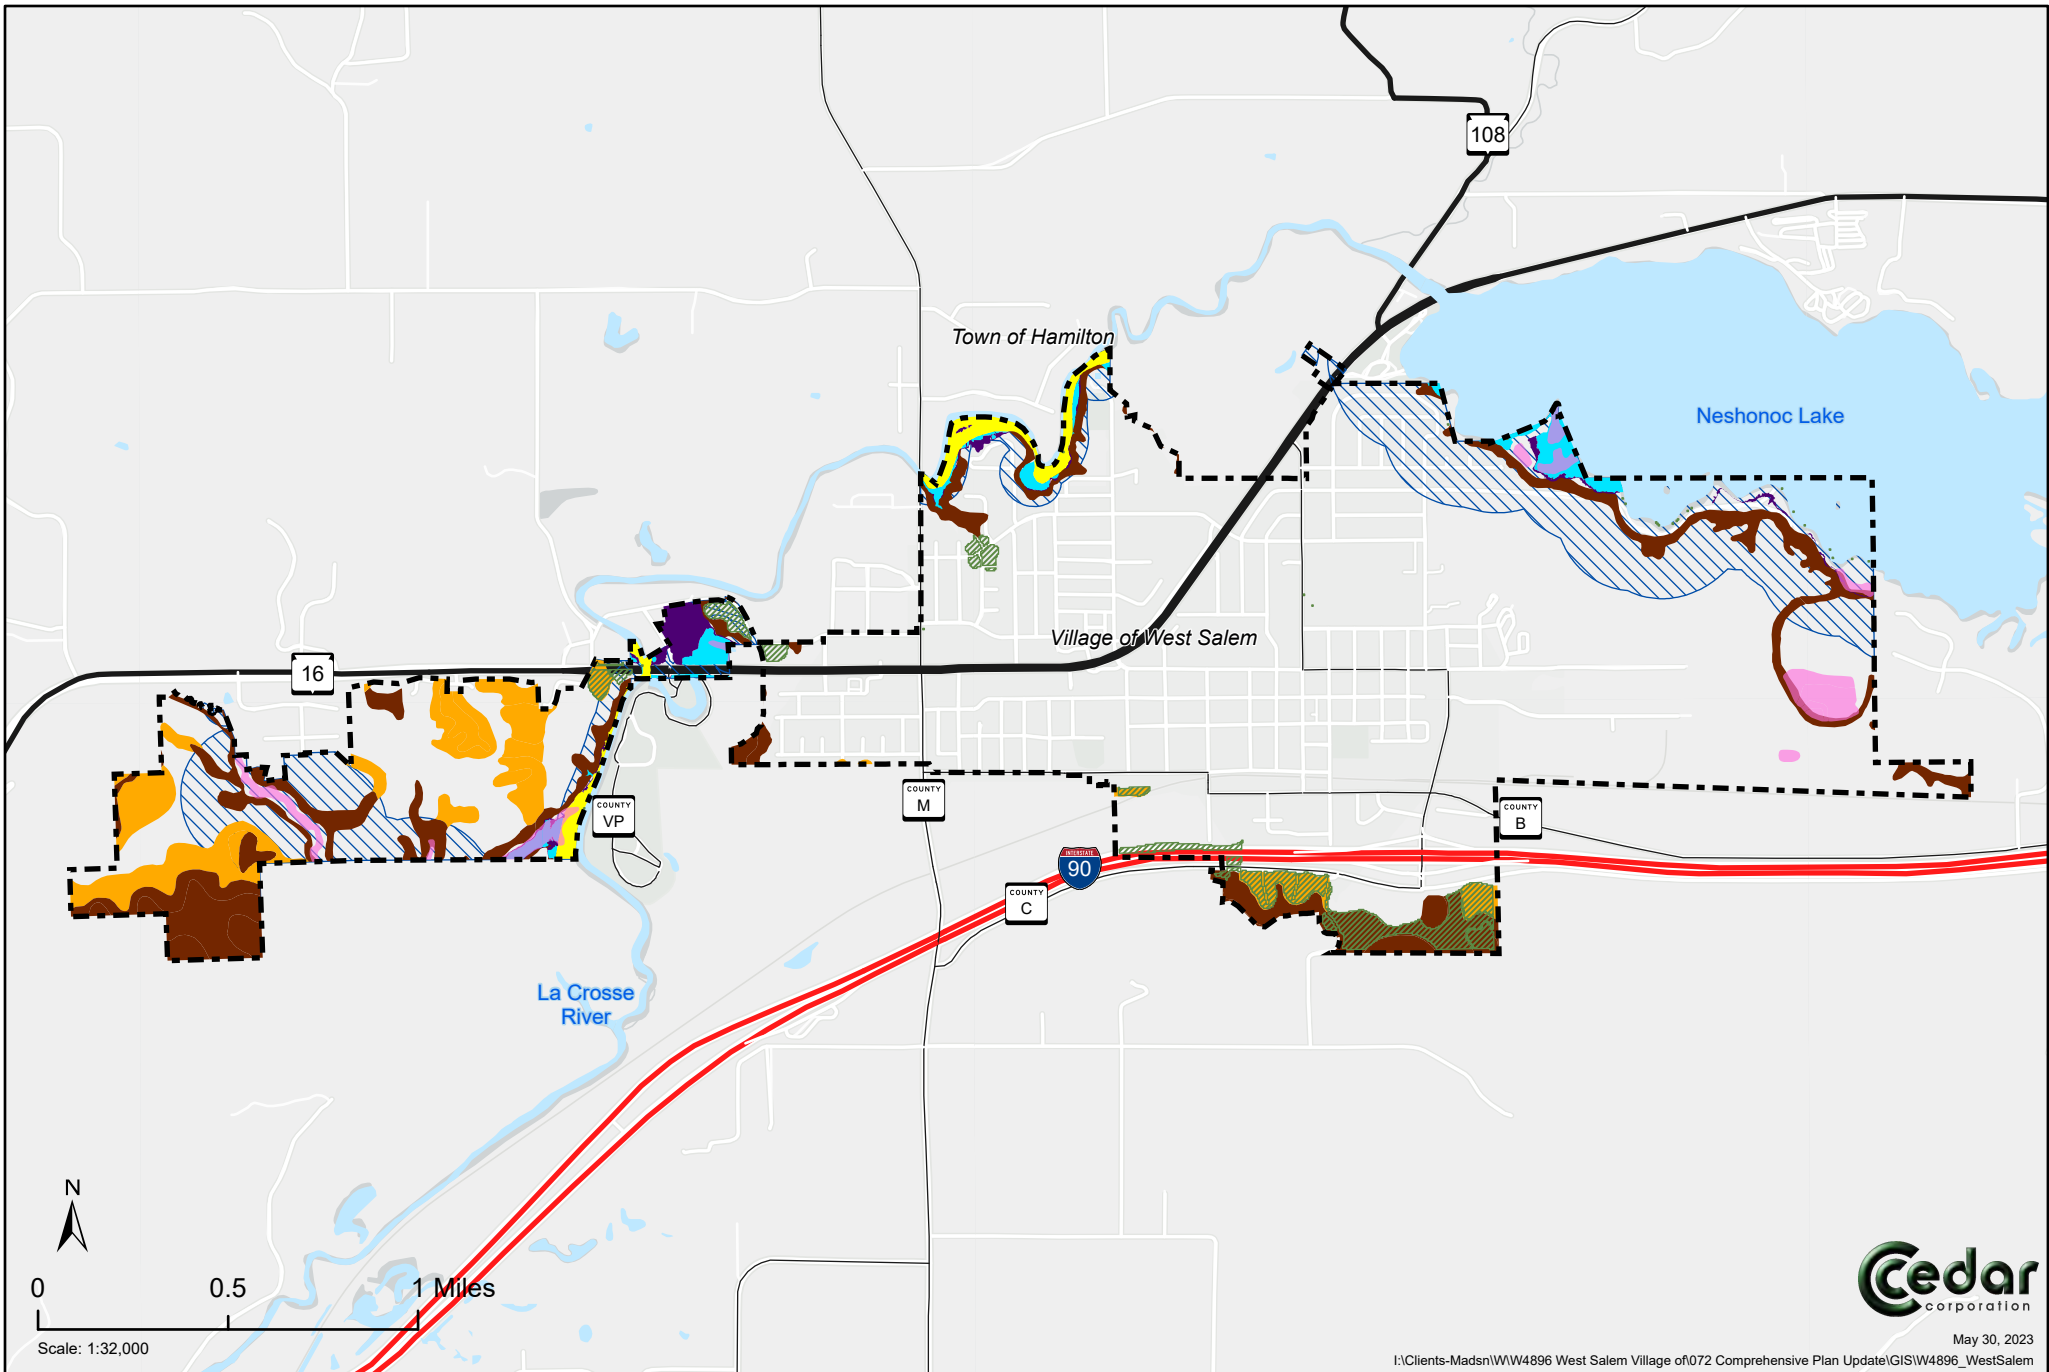 108
Town of Hamilton
Neshonoc Lake
Village of West Salem
16
COUNTY
VP
COUNTY
M
COUNTY
B
INTERSTATE
90
COUNTY
C
La Crosse
River
N
0 0.5 1 Miles
Scale: 1:32,000
Cedar
corporation
May 30, 2023
I:\Clients-Madsn\W\W4896 West Salem Village of\072 Comprehensive Plan Update\GIS\W4896_WestSalem